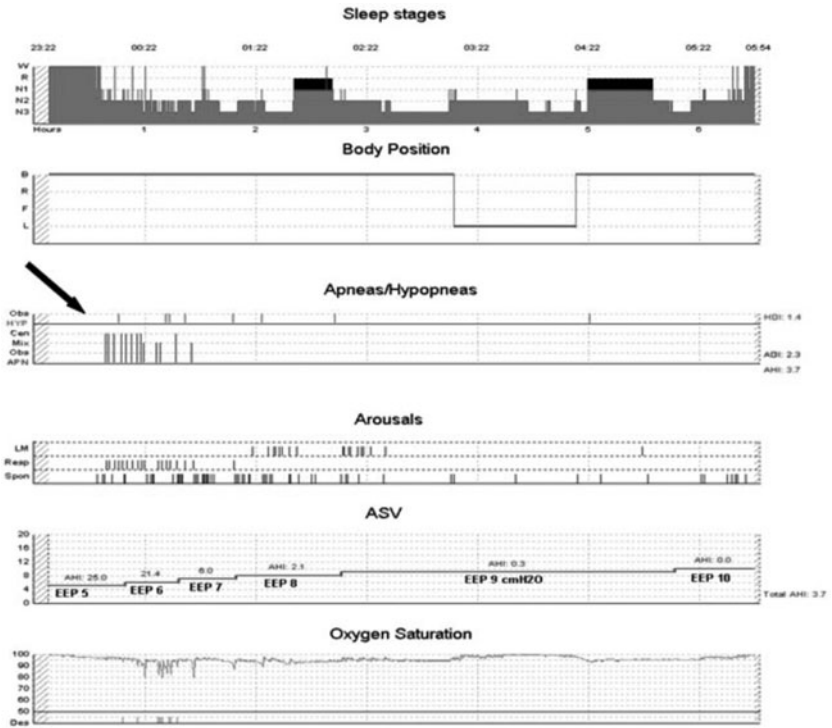 Sleep stages
23:22 00:22 01:22 02:22 03:22 04:22 05:22 05:54
W
R
N1
N2
N3
Hours 1 2 3 4 5 6
Body Position
B
R
F
L
Apneas/Hypopneas
Obs
HYP
HDI: 1.4
Cen
Mix
Obs
ADI: 2.3
APN
AHI: 3.7
Arousals
LM
Resp
Spon
ASV
20
16
12
8
4
0
AHI: 25.0 21.4 6.0 AHI: 2.1 AHI: 0.3 AHI: 0.0
EEP 5 EEP 6 EEP 7 EEP 8 EEP 9 cmH2O EEP 10
Total AHI: 3.7
Oxygen Saturation
100
90
80
70
60
50
Des